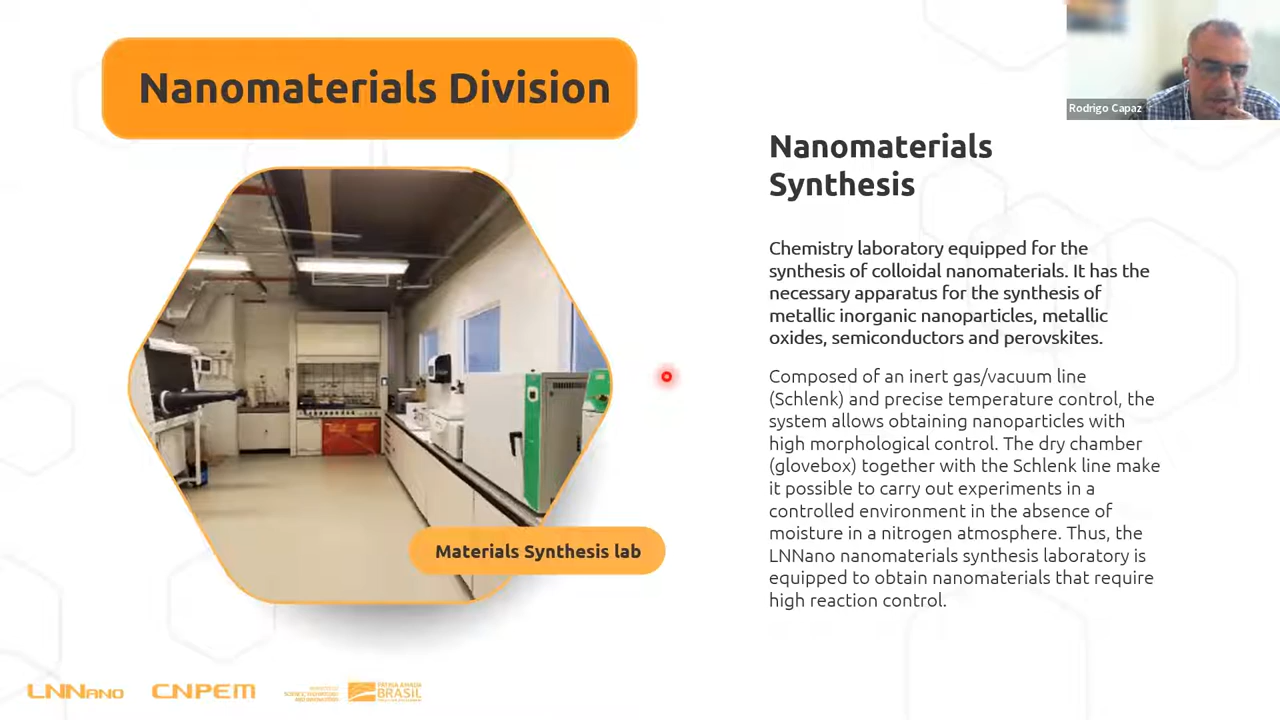 Nanomaterials Division
Rodrigo Capaz
Nanomaterials
Synthesis
Chemistry laboratory equipped for the
synthesis of colloidal nanomaterials. It has the
necessary apparatus for the synthesis of
metallic inorganic nanoparticles, metallic
oxides, semiconductors and perovskites.
Composed of an inert gas/vacuum line
(Schlenk) and precise temperature control, the
system allows obtaining nanoparticles with
high morphological control. The dry chamber
(glovebox) together with the Schlenk line make
it possible to carry out experiments in a
controlled environment in the absence of
moisture in a nitrogen atmosphere. Thus, the
LNNano nanomaterials synthesis laboratory is
equipped to obtain nanomaterials that require
high reaction control.
Materials Synthesis lab
LNNANO
CNPEM
PÁTRIA AMADA
BRASIL